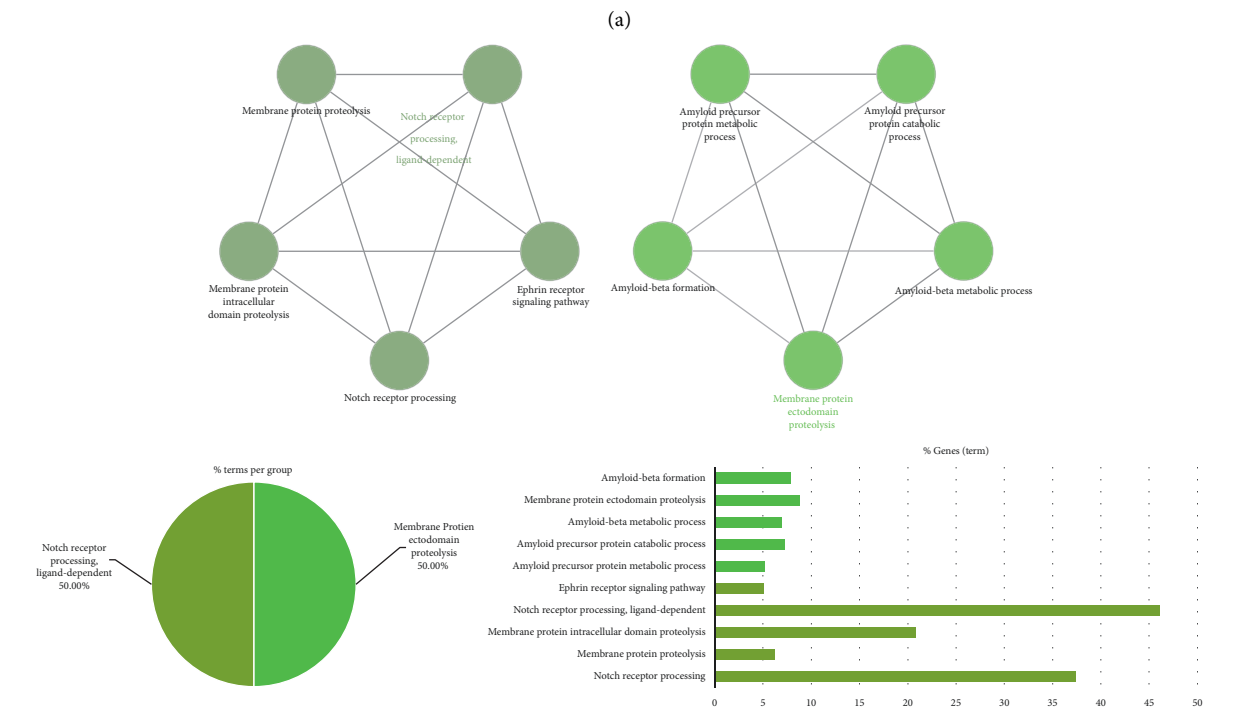 (a)
Membrane protein proteolysis
Notch receptor
processing,
ligand-dependent
Membrane protein
intracellular
domain proteolysis
Ephrin receptor
signaling pathway
Notch receptor processing
Amyloid precursor
protein metabolic
process
Amyloid precursor
protein catabolic
process
Amyloid-beta formation
Amyloid-beta metabolic process
Membrane protein
ectodomain
proteolysis
% terms per group
Notch receptor
processing,
ligand-dependent
50.00%
Membrane Protien
ectodomain
proteolysis
50.00%
% Genes (term)
Amyloid-beta formation
Membrane protein ectodomain proteolysis
Amyloid-beta metabolic process
Amyloid precursor protein catabolic process
Amyloid precursor protein metabolic process
Ephrin receptor signaling pathway
Notch receptor processing, ligand-dependent
Membrane protein intracellular domain proteolysis
Membrane protein proteolysis
Notch receptor processing
0 5 10 15 20 25 30 35 40 45 50